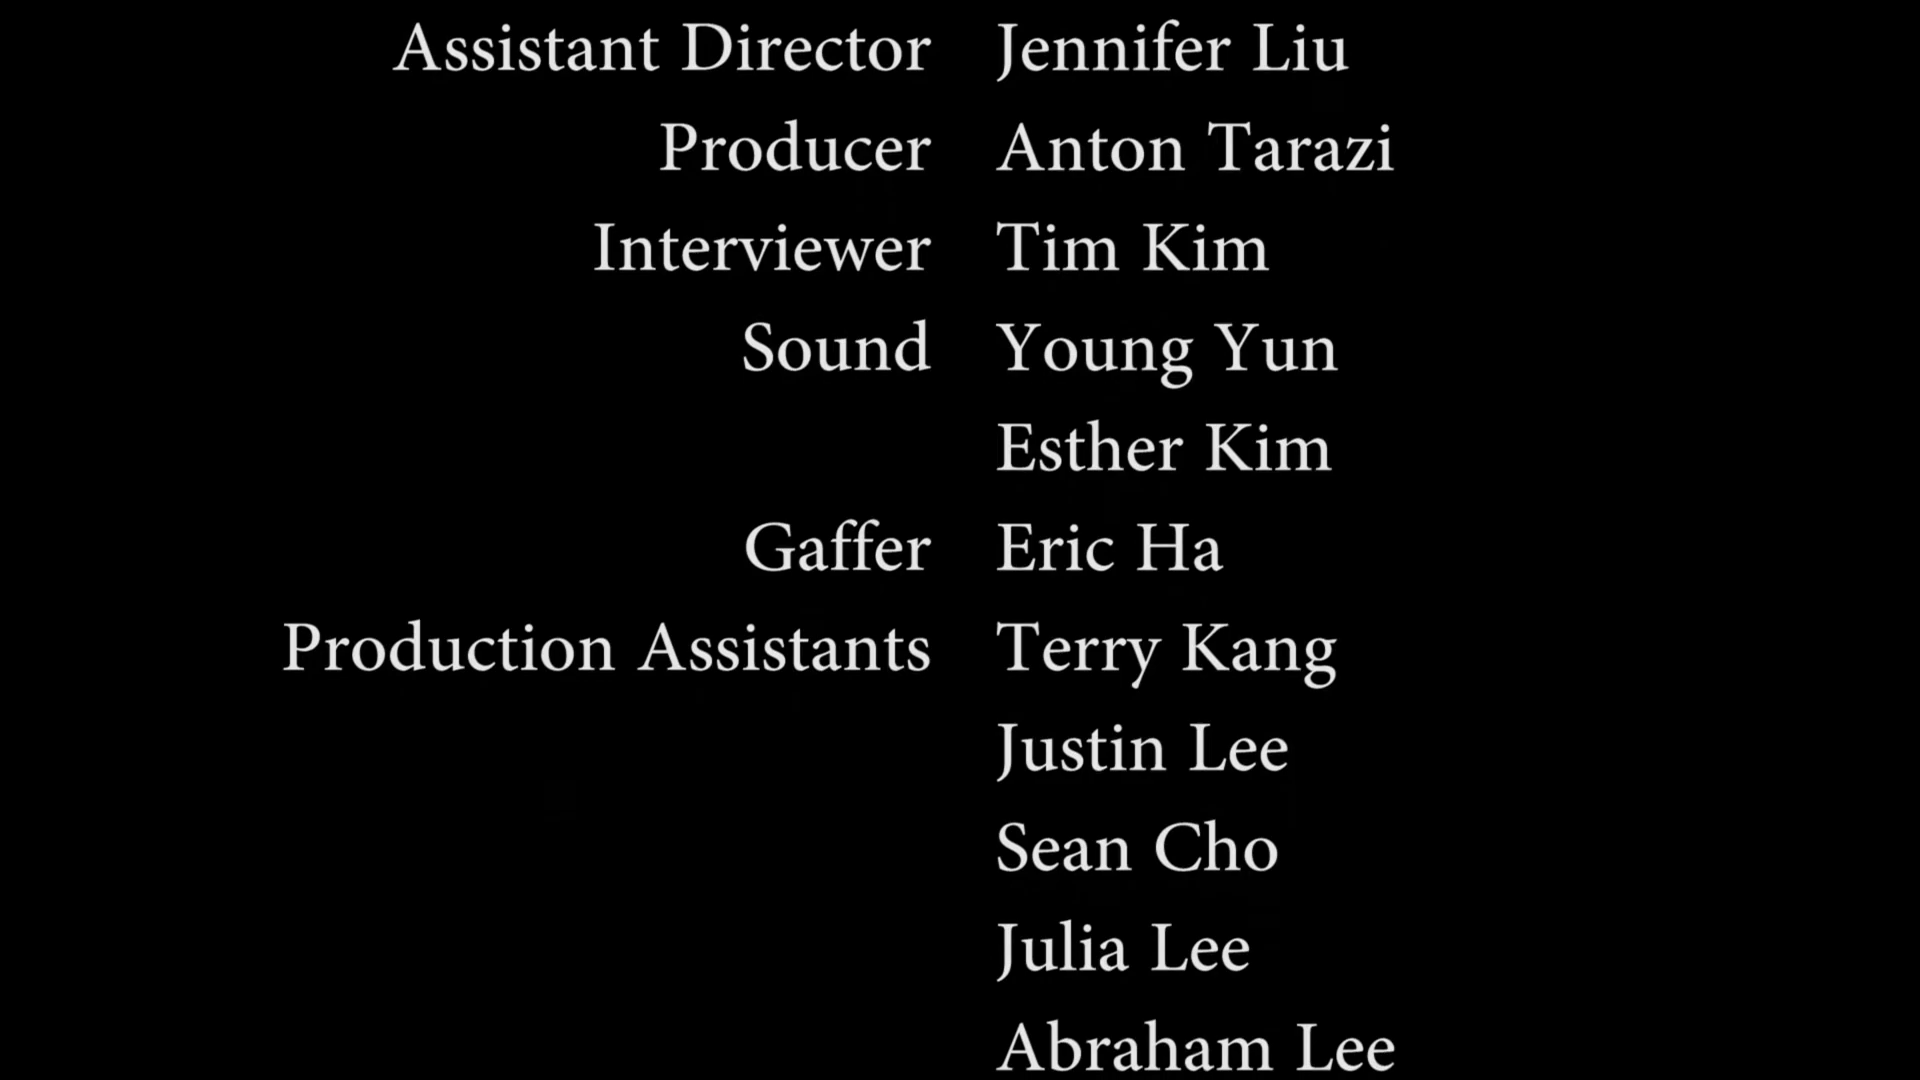 Assistant Director Jennifer Liu
Producer Anton Tarazi
Interviewer Tim Kim
Sound Young Yun
Esther Kim
Gaffer Eric Ha
Production Assistants Terry Kang
Justin Lee
Sean Cho
Julia Lee
Abraham Lee